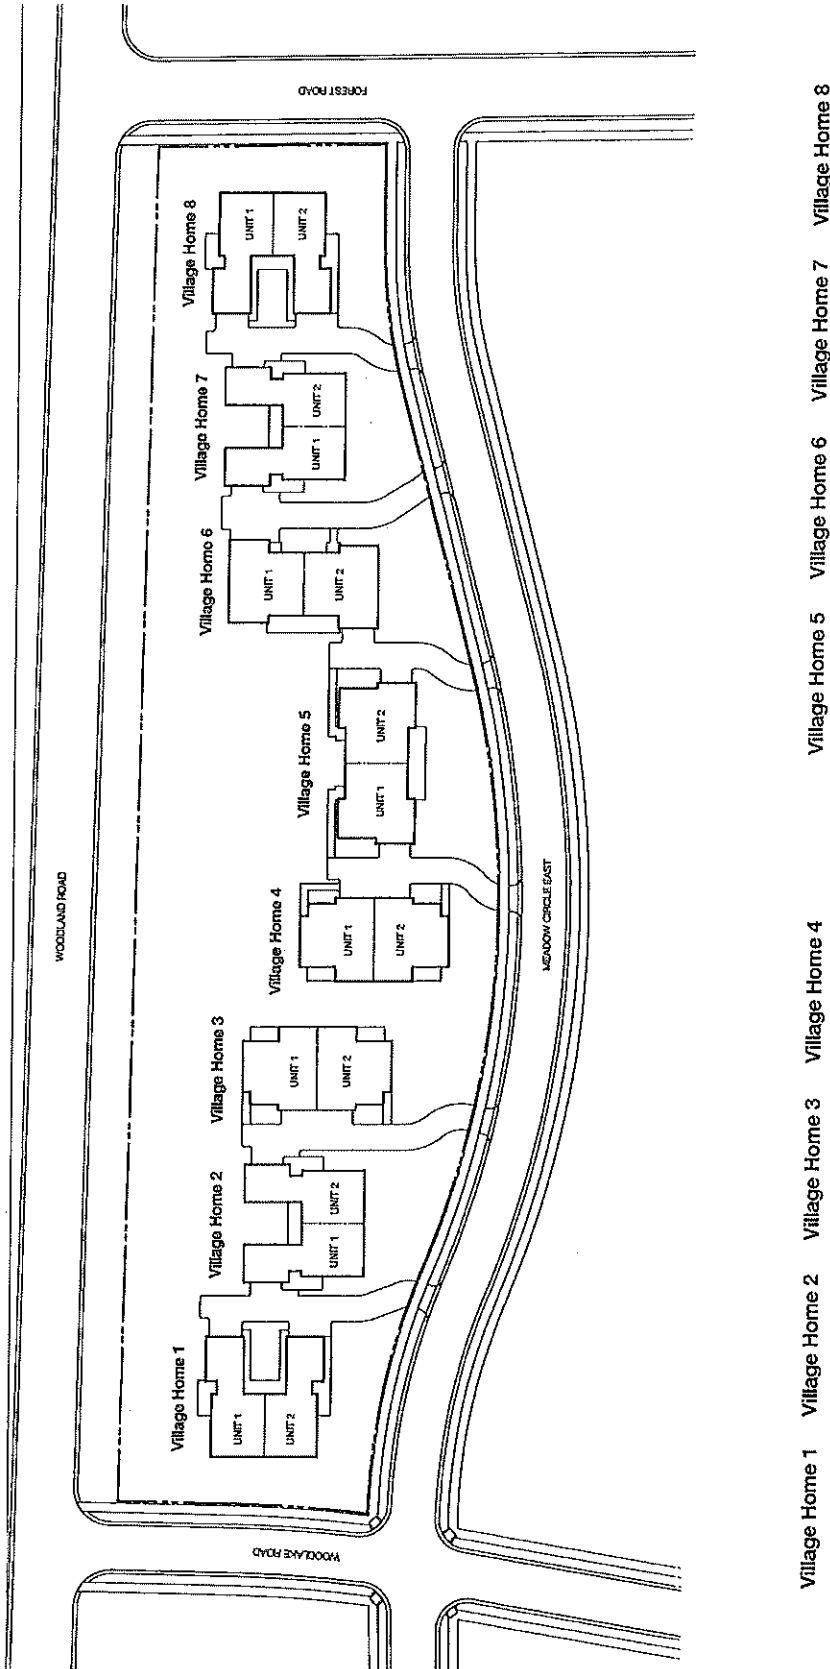 FOREST ROAD
Village Home 8
UNIT 1
UNIT 2
Village Home 7
UNIT 2
UNIT 1
Village Home 6
UNIT 1
UNIT 2
Village Home 5
UNIT 2
UNIT 1
WOODLAND ROAD
MEADOW CIRCLE EAST
Village Home 4
UNIT 1
UNIT 2
Village Home 3
UNIT 1
UNIT 2
Village Home 2
UNIT 2
UNIT 1
Village Home 1
UNIT 1
UNIT 2
WOODLAKE ROAD
Village Home 1 Village Home 2 Village Home 3 Village Home 4 Village Home 5 Village Home 6 Village Home 7 Village Home 8